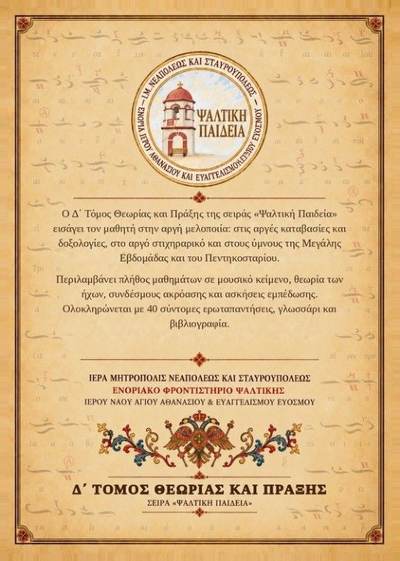 Ι.Μ. ΝΕΑΠΟΛΕΩΣ ΚΑΙ ΣΤΑΥΡΟΥΠΟΛΕΩΣ
ΨΑΛΤΙΚΗ
ΠΑΙΔΕΙΑ
ΕΝΟΡΙΑ ΑΓΙΟΥ ΑΘΑΝΑΣΙΟΥ ΚΑΙ ΕΥΑΓΓΕΛΙΣΜΟΥ ΕΥΟΣΜΟΥ
Ο Δ΄ Τόμος Θεωρίας και Πράξης της σειράς «Ψαλτική Παιδεία»
εισάγει τον μαθητή στην αργή μελοποιία: στις αργές καταβασίες και
δοξολογίες, στο αργό στιχηραρικό και στους ύμνους της Μεγάλης
Εβδομάδας και του Πεντηκοσταρίου.
Περιλαμβάνει πλήθος μαθημάτων σε μουσικό κείμενο, θεωρία των
ήχων, συνδέσμους ακρόασης και ασκήσεις εμπέδωσης.
Ολοκληρώνεται με 40 σύντομες ερωταπαντήσεις, γλωσσάρι και
βιβλιογραφία.
ΙΕΡΑ ΜΗΤΡΟΠΟΛΙΣ ΝΕΑΠΟΛΕΩΣ ΚΑΙ ΣΤΑΥΡΟΥΠΟΛΕΩΣ
ΕΝΟΡΙΑΚΟ ΦΡΟΝΤΙΣΤΗΡΙΟ ΨΑΛΤΙΚΗΣ
ΙΕΡΟΥ ΝΑΟΥ ΑΓΙΟΥ ΑΘΑΝΑΣΙΟΥ & ΕΥΑΓΓΕΛΙΣΜΟΥ ΕΥΟΣΜΟΥ
Δ΄ ΤΟΜΟΣ ΘΕΩΡΙΑΣ ΚΑΙ ΠΡΑΞΗΣ
ΣΕΙΡΑ «ΨΑΛΤΙΚΗ ΠΑΙΔΕΙΑ»